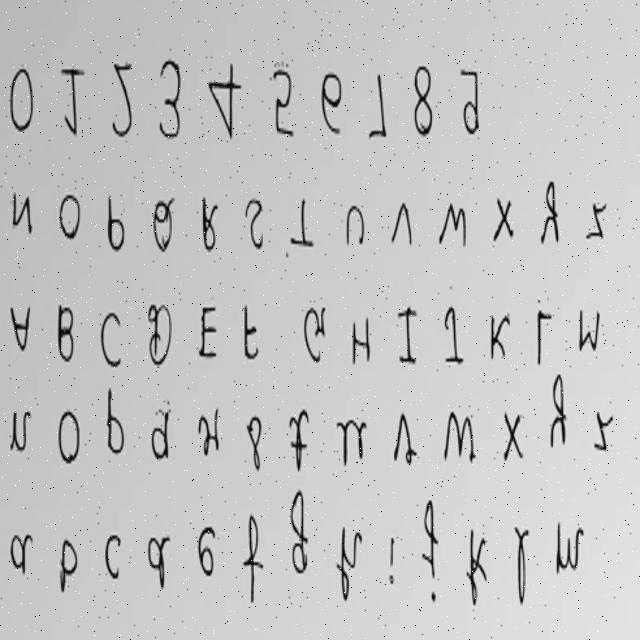 a b c d e f g h i j k l m
n o p q r s t u v w x y z
A B C D E F G H I J K L M
N O P Q R S T U V W X Y Z
0 1 2 3 4 5 6 7 8 9